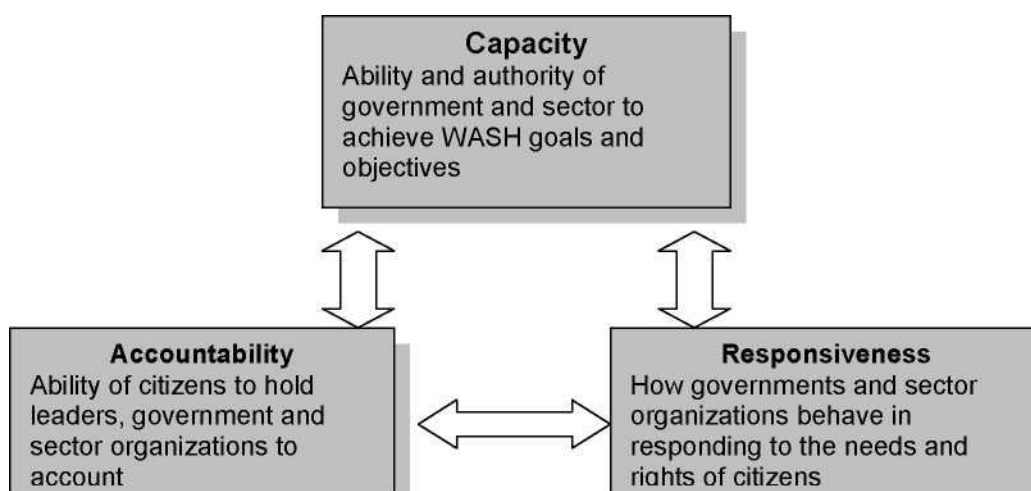 Capacity
Ability and authority of
government and sector to
achieve WASH goals and
objectives
Accountability
Ability of citizens to hold
leaders, government and
sector organizations to
account
Responsiveness
How governments and sector
organizations behave in
responding to the needs and
rights of citizens